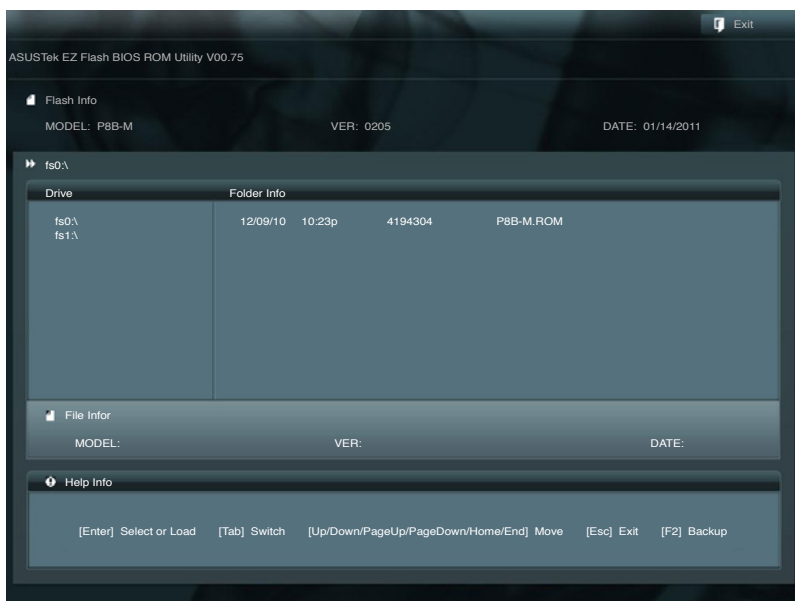 Exit
ASUSTek EZ Flash BIOS ROM Utility V00.75
Flash Info
MODEL: P8B-M VER: 0205 DATE: 01/14/2011
fs0:\
Drive Folder Info
fs0:\ 12/09/10 10:23p 4194304 P8B-M.ROM
fs1:\
File Infor
MODEL: VER: DATE:
Help Info
[Enter] Select or Load [Tab] Switch [Up/Down/PageUp/PageDown/Home/End] Move [Esc] Exit [F2] Backup